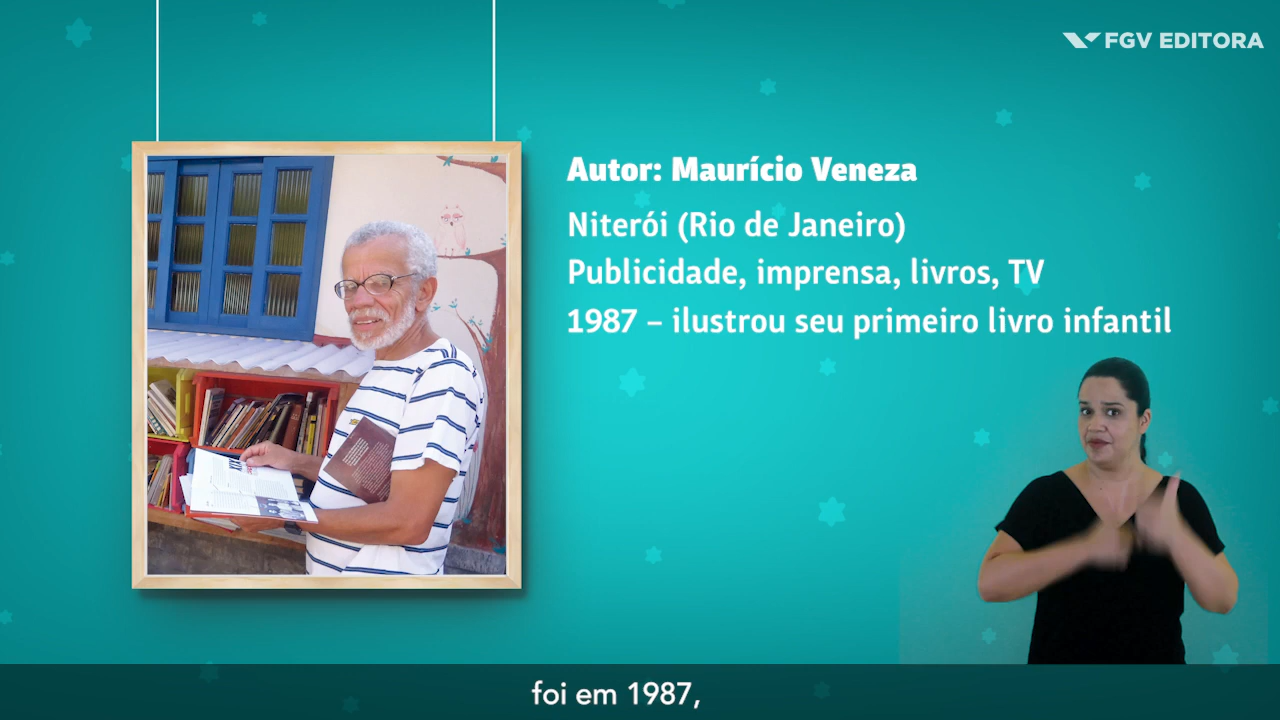 FGV EDITORA
Autor: Maurício Veneza
Niterói (Rio de Janeiro)
Publicidade, imprensa, livros, TV
1987 – ilustrou seu primeiro livro infantil
foi em 1987,